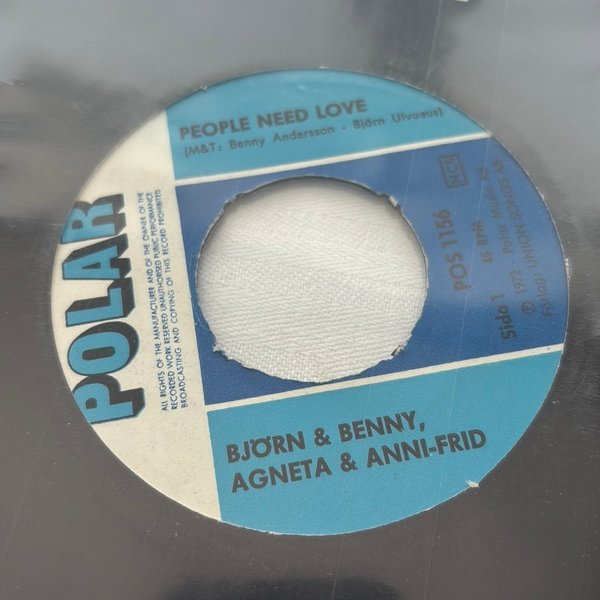 PEOPLE NEED LOVE
(M&T: Benny Andersson - Björn Ulvaeus)
POLAR
ALL RIGHTS OF THE MANUFACTURER AND OF THE OWNER OF THE
RECORDED WORK RESERVED UNAUTHORISED PUBLIC PERFORMANCE
BROADCASTING AND COPYING OF THIS RECORD PROHIBITED
NCB
POS 1156
45 RPM
Side 1
℗ 1972
Förlag: UNION SONGS AB
BJÖRN & BENNY,
AGNETA & ANNI-FRID